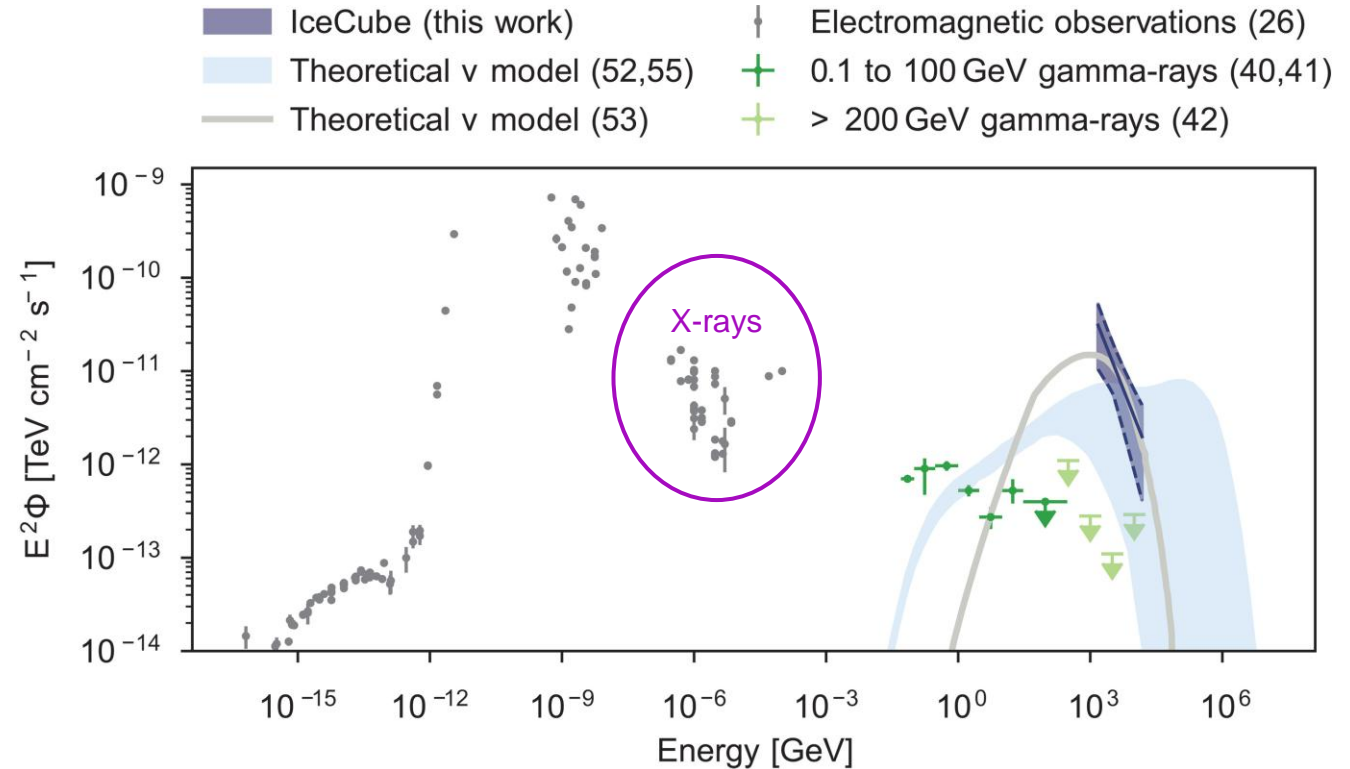 IceCube (this work)
Theoretical ν model (52,55)
Theoretical ν model (53)
Electromagnetic observations (26)
0.1 to 100 GeV gamma-rays (40,41)
> 200 GeV gamma-rays (42)
E²Φ [TeV cm⁻² s⁻¹]
10⁻⁹
10⁻¹⁰
10⁻¹¹
10⁻¹²
10⁻¹³
10⁻¹⁴
X-rays
10⁻¹⁵ 10⁻¹² 10⁻⁹ 10⁻⁶ 10⁻³ 10⁰ 10³ 10⁶
Energy [GeV]